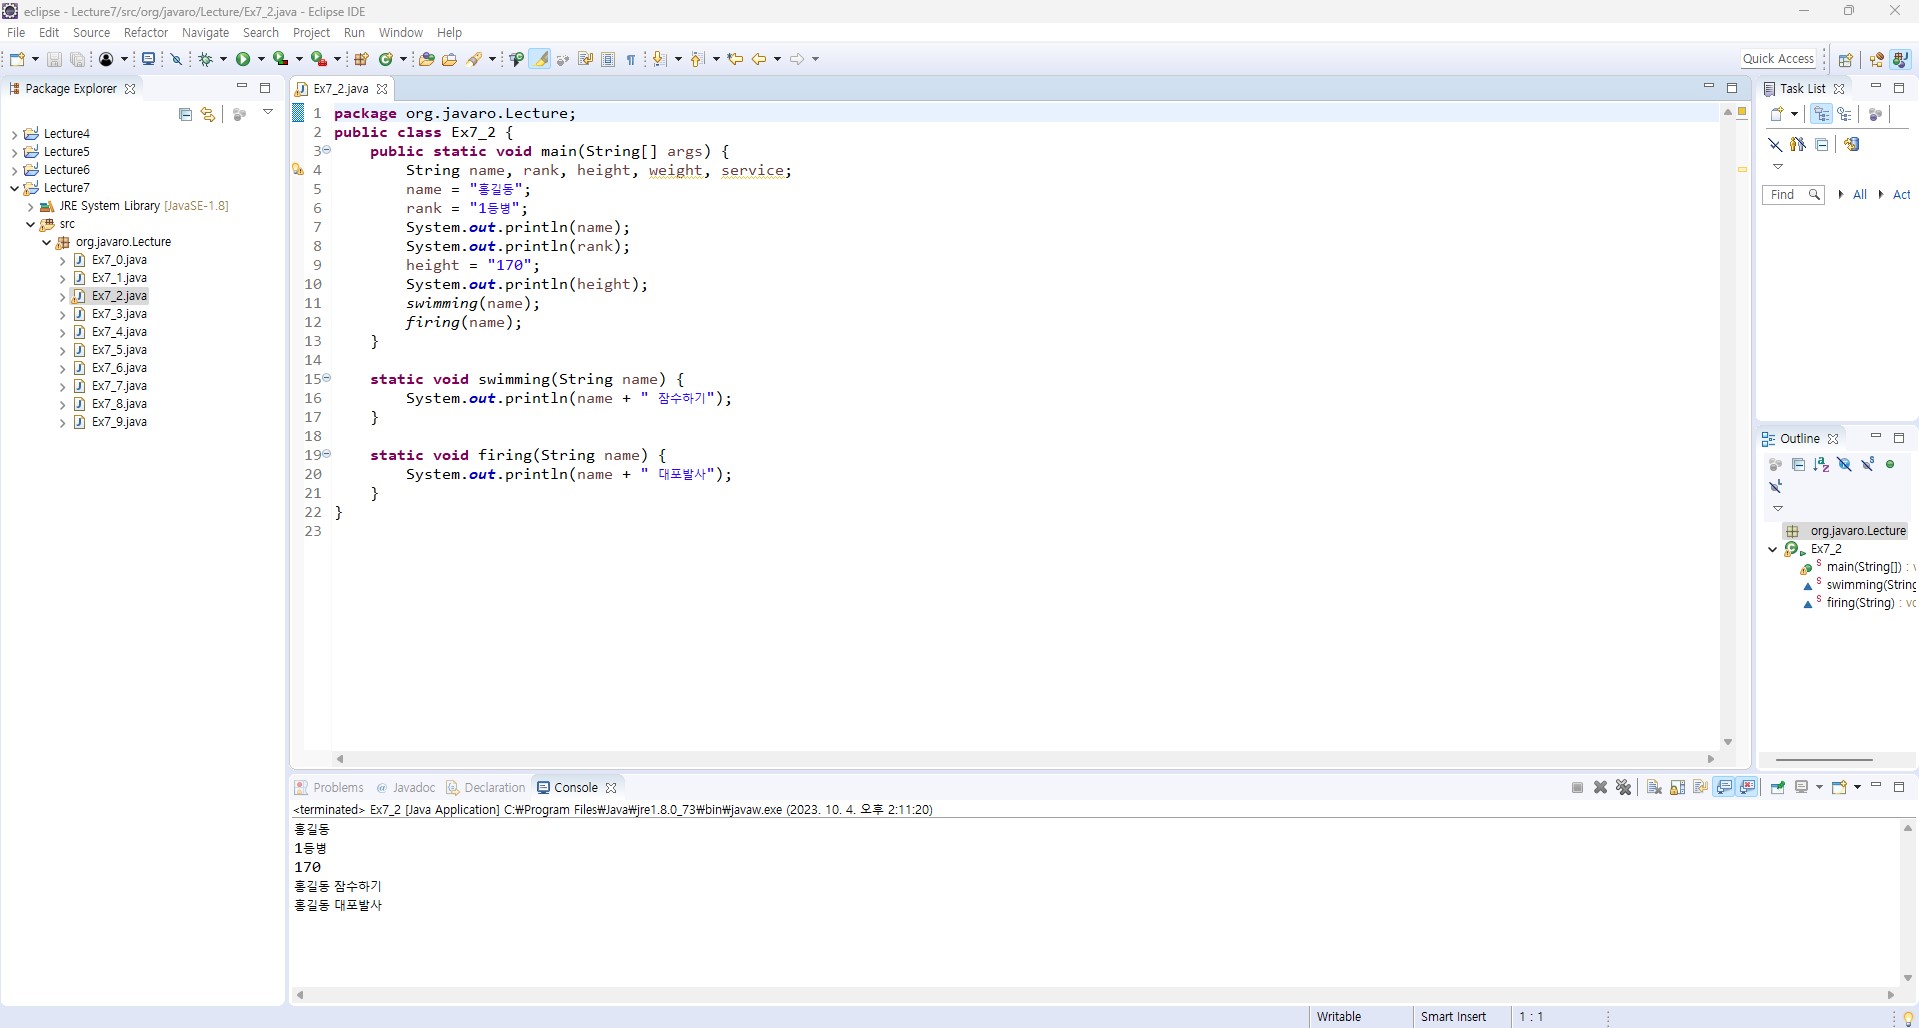 eclipse - Lecture7/src/org/javaro/Lecture/Ex7_2.java - Eclipse IDE
File Edit Source Refactor Navigate Search Project Run Window Help
Quick Access
Package Explorer
Lecture4
Lecture5
Lecture6
Lecture7
JRE System Library [JavaSE-1.8]
src
org.javaro.Lecture
Ex7_0.java
Ex7_1.java
Ex7_2.java
Ex7_3.java
Ex7_4.java
Ex7_5.java
Ex7_6.java
Ex7_7.java
Ex7_8.java
Ex7_9.java
Ex7_2.java
1 package org.javaro.Lecture;
2 public class Ex7_2 {
3 public static void main(String[] args) {
4 String name, rank, height, weight, service;
5 name = "홍길동";
6 rank = "1등병";
7 System.out.println(name);
8 System.out.println(rank);
9 height = "170";
10 System.out.println(height);
11 swimming(name);
12 firing(name);
13 }
14
15 static void swimming(String name) {
16 System.out.println(name + " 잠수하기");
17 }
18
19 static void firing(String name) {
20 System.out.println(name + " 대포발사");
21 }
22 }
23
Task List
Find All Act
Outline
org.javaro.Lecture
Ex7_2
main(String[]) : v
swimming(String
firing(String) : vo
Problems @ Javadoc Declaration Console
<terminated> Ex7_2 [Java Application] C:₩Program Files₩Java₩jre1.8.0_73₩bin₩javaw.exe (2023. 10. 4. 오후 2:11:20)
홍길동
1등병
170
홍길동 잠수하기
홍길동 대포발사
Writable Smart Insert 1 : 1